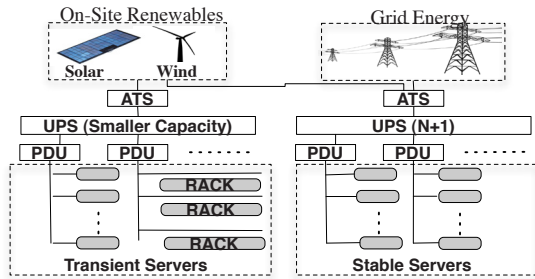 On-Site Renewables
Grid Energy
Solar
Wind
ATS
ATS
UPS (Smaller Capacity)
UPS (N+1)
PDU
PDU
PDU
PDU
RACK
RACK
RACK
Transient Servers
Stable Servers